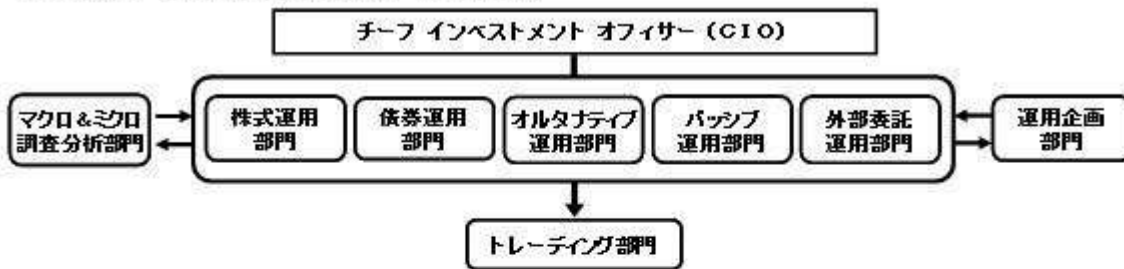 チーフ インベストメント オフィサー（ＣＩＯ）
マクロ＆ミクロ
調査分析部門
株式運用
部門
債券運用
部門
オルタナティブ
運用部門
パッシブ
運用部門
外部委託
運用部門
運用企画
部門
トレーディング部門